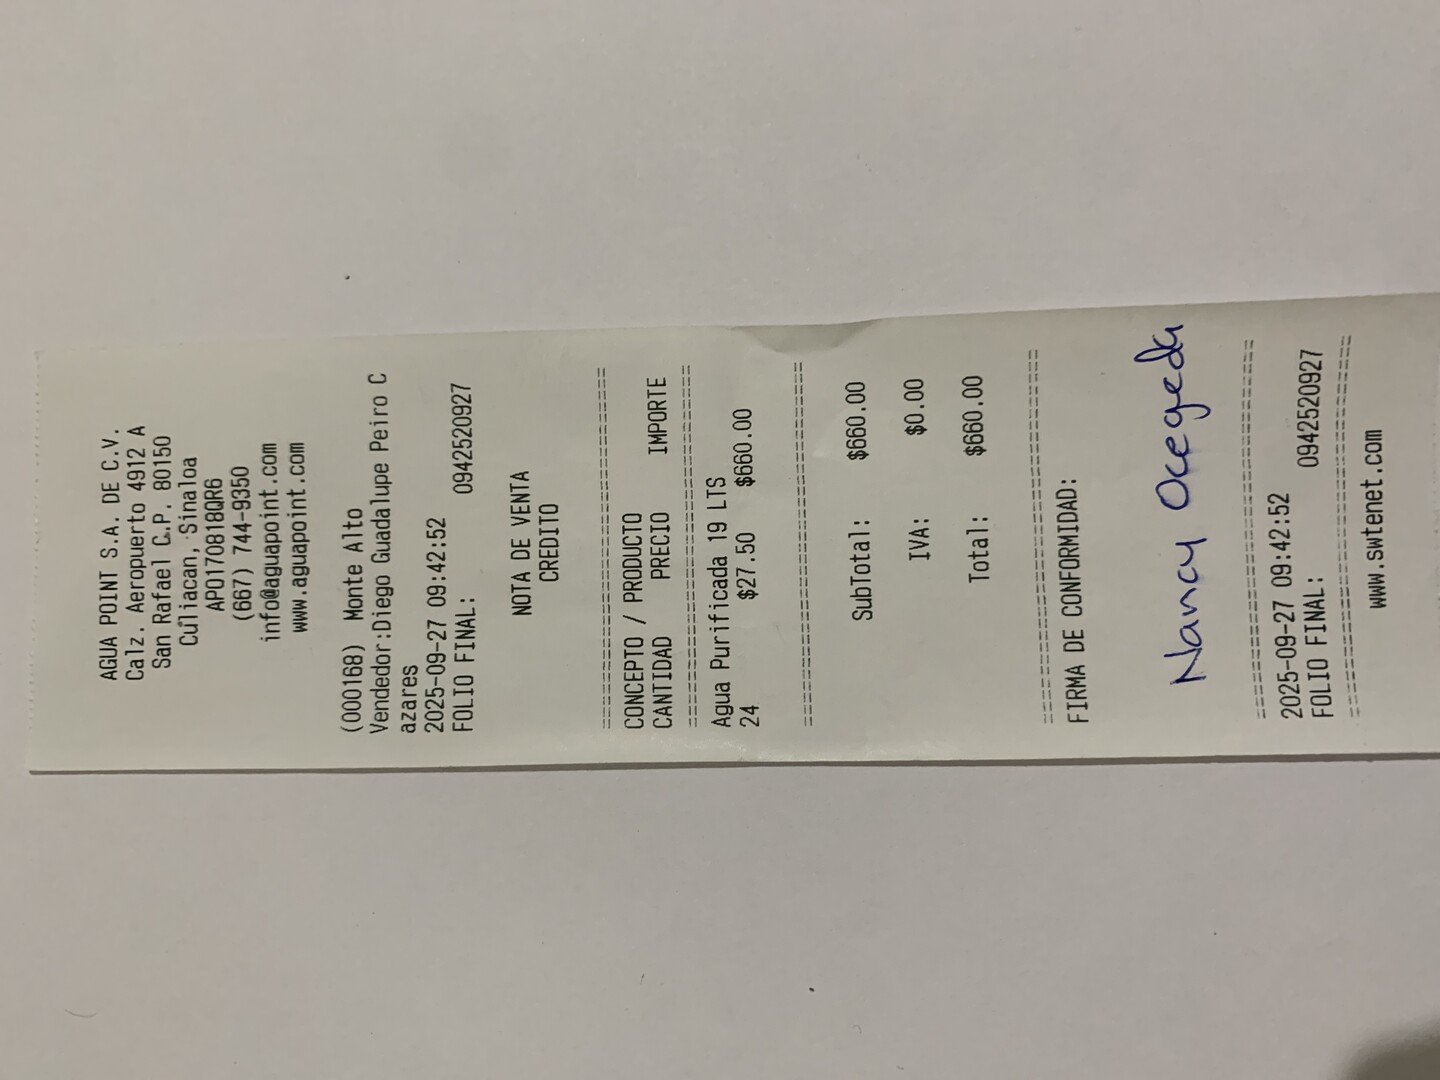 AGUA POINT S.A. DE C.V.
Calz. Aeropuerto 4912 A
San Rafael C.P. 80150
Culiacan, Sinaloa
APO170818QR6
(667) 744-9350
info@aguapoint.com
www.aguapoint.com
(000168) Monte Alto
Vendedor:Diego Guadalupe Peiro C
azares
2025-09-27 09:42:52
FOLIO FINAL: 0942520927
NOTA DE VENTA
CREDITO
================================
CONCEPTO / PRODUCTO
CANTIDAD PRECIO IMPORTE
================================
Agua Purificada 19 LTS
24 $27.50 $660.00
================================
SubTotal: $660.00
IVA: $0.00
Total: $660.00
================================
FIRMA DE CONFORMIDAD:
Nancy Ocegeda
================================
2025-09-27 09:42:52
FOLIO FINAL: 0942520927
================================
www.swtenet.com